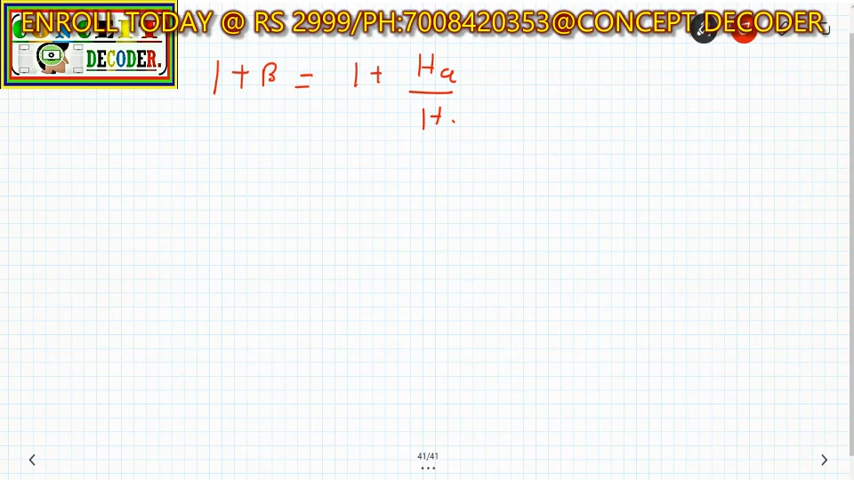 ENROLL TODAY @ RS 2999/PH:7008420353@CONCEPT DECODER.
DECODER.
1 + B = 1 + Ha
1+.
41/41